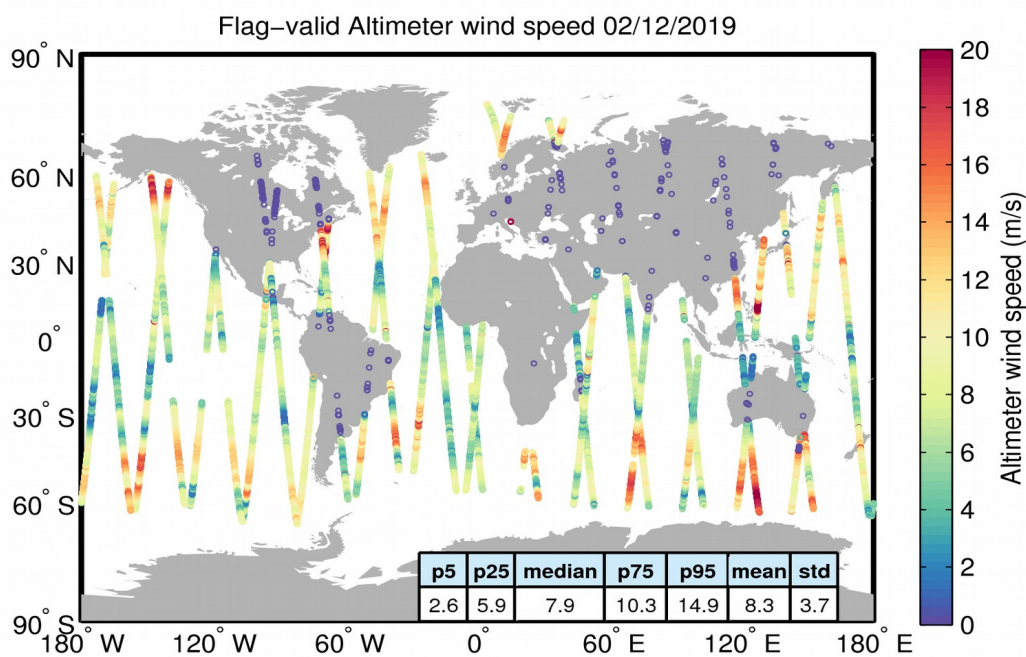 Flag−valid Altimeter wind speed 02/12/2019
90° N
60° N
30° N
0°
30° S
60° S
90° S
180° W
120° W
60° W
0°
60° E
120° E
180° E
p5 p25 median p75 p95 mean std
2.6 5.9 7.9 10.3 14.9 8.3 3.7
20
18
16
14
12
10
8
6
4
2
0
Altimeter wind speed (m/s)